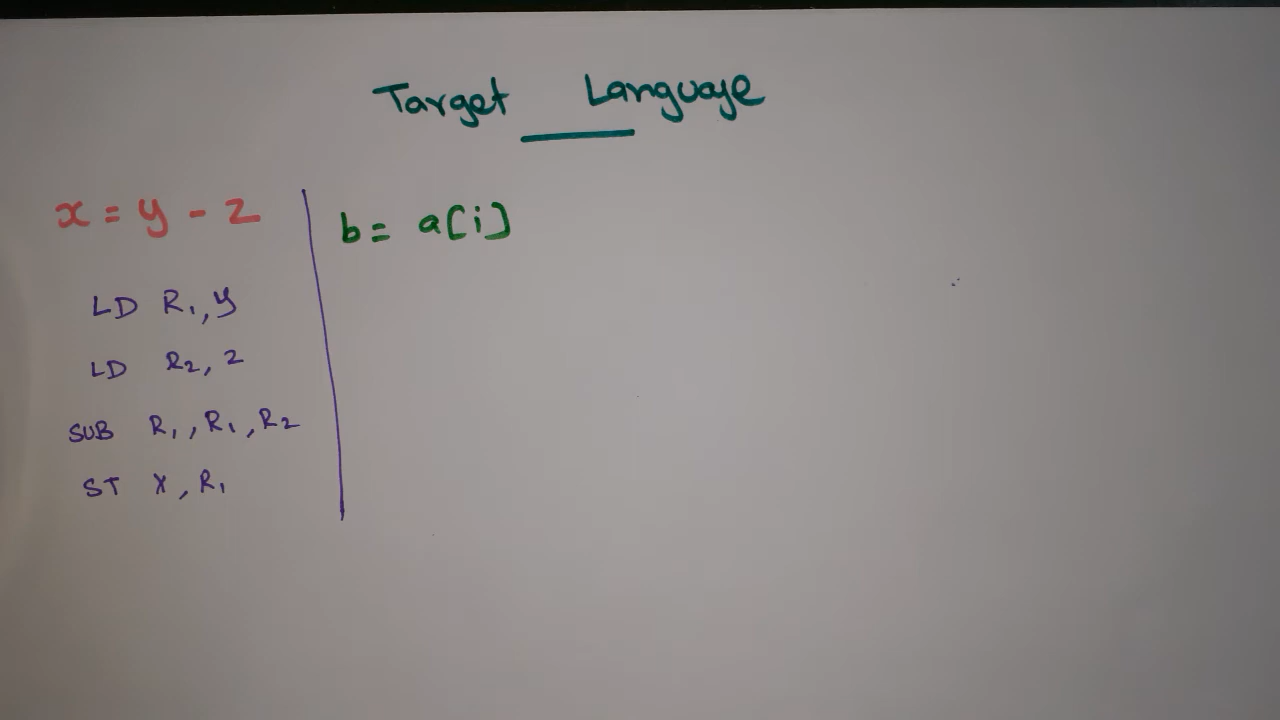 Target Language
x = y - z
LD R1, y
LD R2, z
SUB R1, R1, R2
ST X, R1
b = a[i]